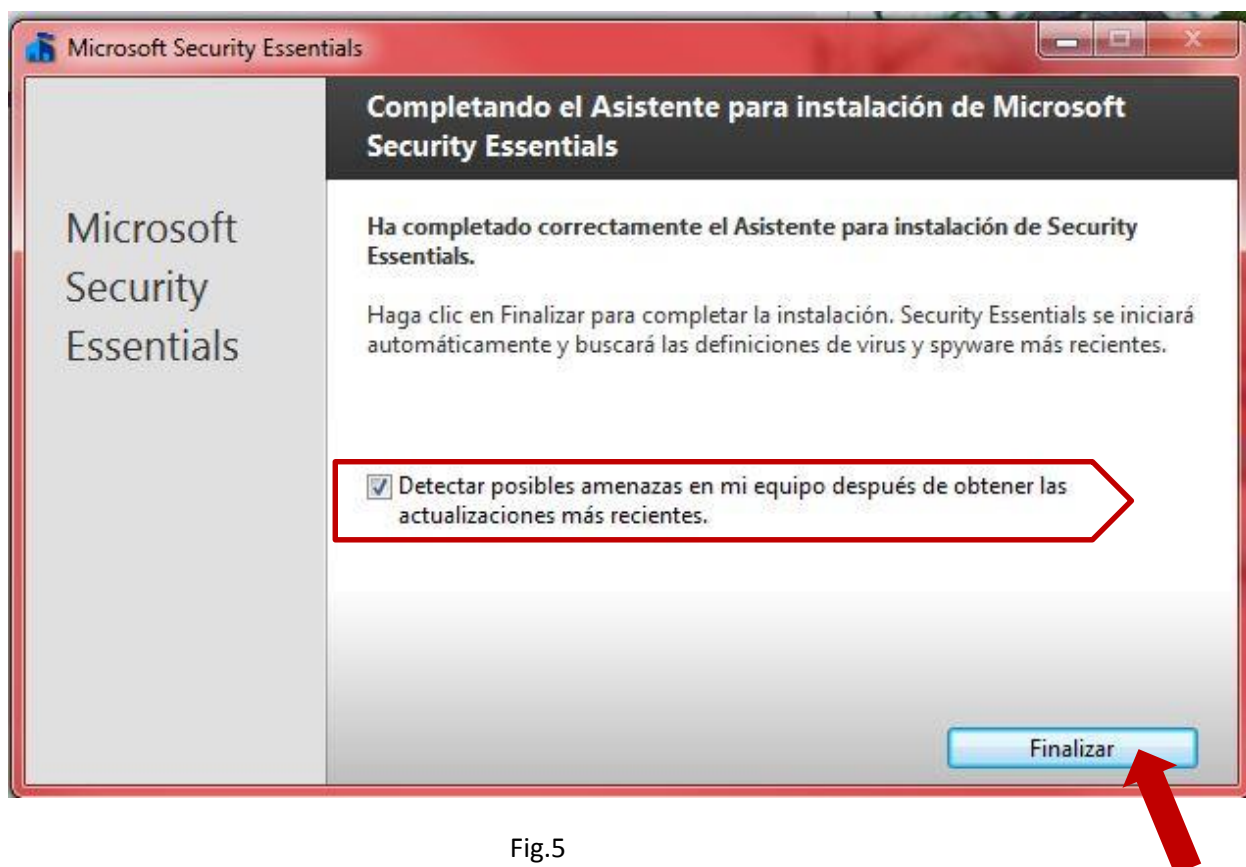 Microsoft Security Essentials
Completando el Asistente para instalación de Microsoft
Security Essentials
Microsoft
Security
Essentials
Ha completado correctamente el Asistente para instalación de Security
Essentials.
Haga clic en Finalizar para completar la instalación. Security Essentials se iniciará
automáticamente y buscará las definiciones de virus y spyware más recientes.
Detectar posibles amenazas en mi equipo después de obtener las
actualizaciones más recientes.
Finalizar
Fig.5